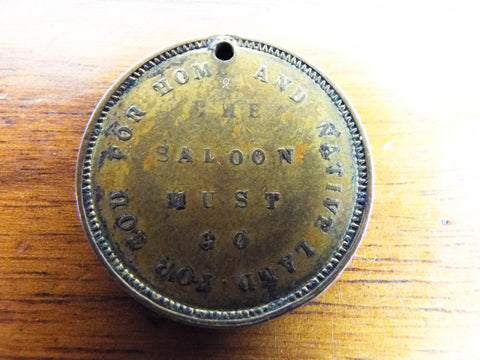 FOR GOD FOR HOME AND NATIVE LAND
THE
SALOON
MUST
GO